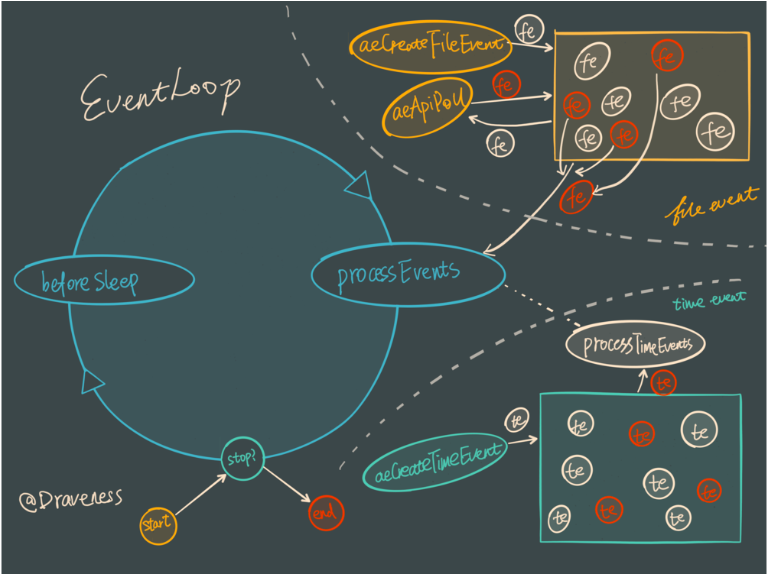 EventLoop
aeCreateFileEvent
fe
fe
fe
aeApiPoll
fe
fe
fe
fe
fe
fe
fe
fe
fe
fe
file event
beforeSleep
processEvents
time event
processTimeEvents
te
te
aeCreateTimeEvent
te
te
te
te
te
te
te
te
te
stop?
@Draveness
start
end